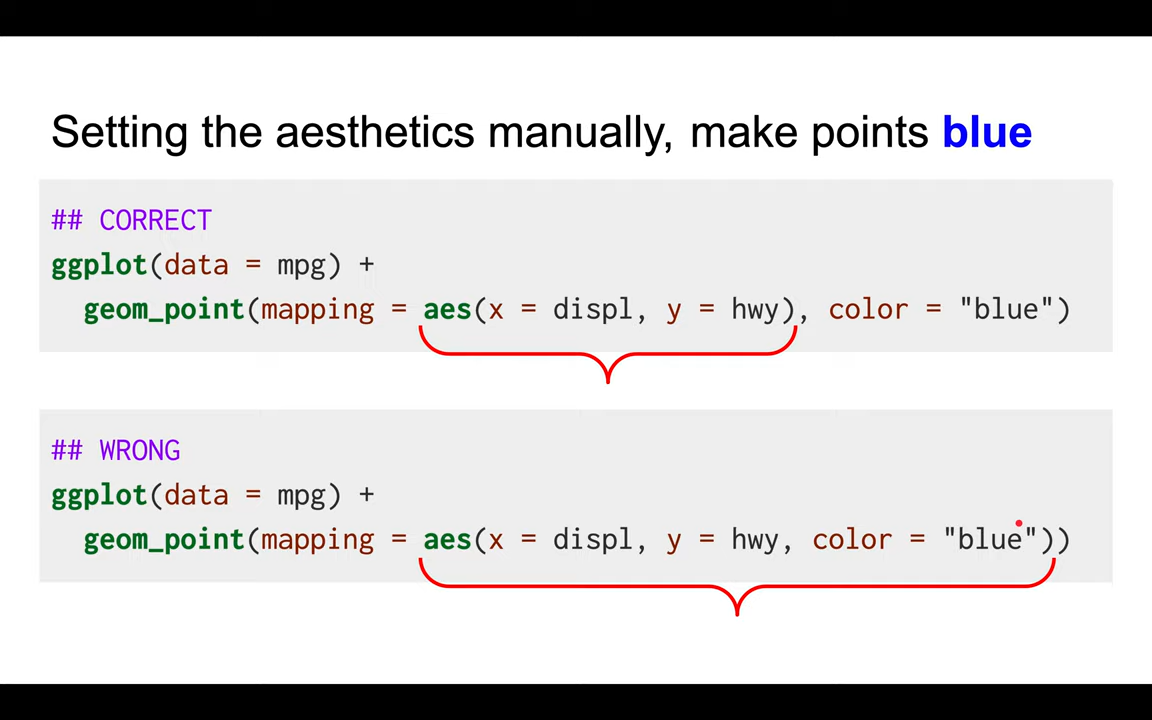 Setting the aesthetics manually, make points blue
## CORRECT
ggplot(data = mpg) +
  geom_point(mapping = aes(x = displ, y = hwy), color = "blue")
## WRONG
ggplot(data = mpg) +
  geom_point(mapping = aes(x = displ, y = hwy, color = "blue"))